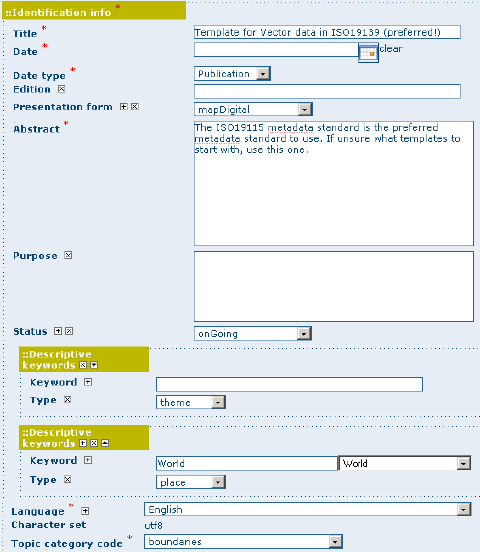 ::Identification info *
Title * Template for Vector data in ISO19139 (preferred!)
Date * clear
Date type * Publication
Edition
Presentation form mapDigital
Abstract * The ISO19115 metadata standard is the preferred
metadata standard to use. If unsure what templates to
start with, use this one.
Purpose
Status onGoing
::Descriptive
keywords
Keyword
Type theme
::Descriptive
keywords
Keyword World World
Type place
Language * English
Character set utf8
Topic category code * boundaries